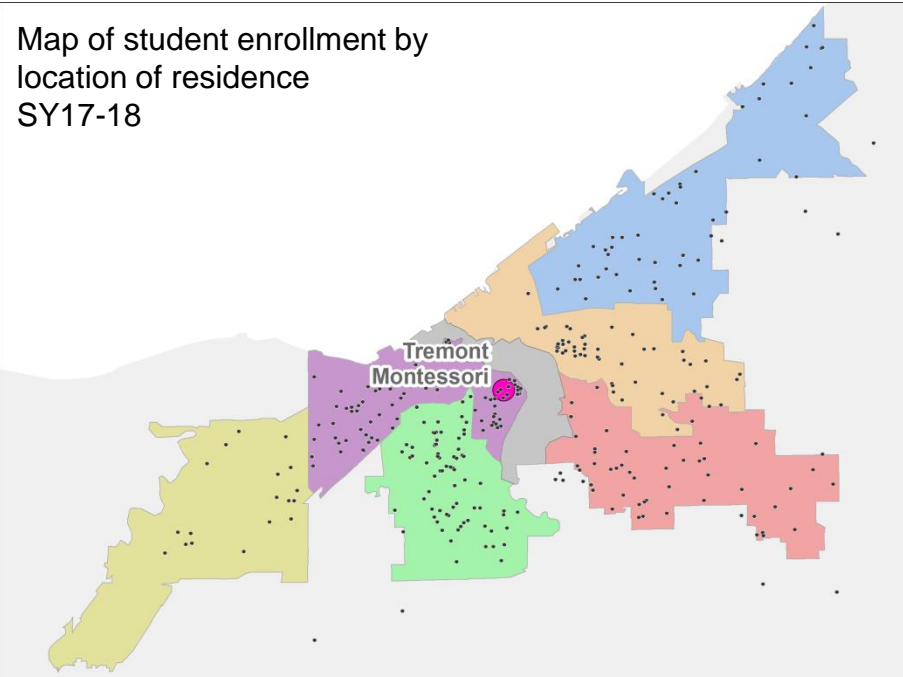 Map of student enrollment by
location of residence
SY17-18
Tremont
Montessori